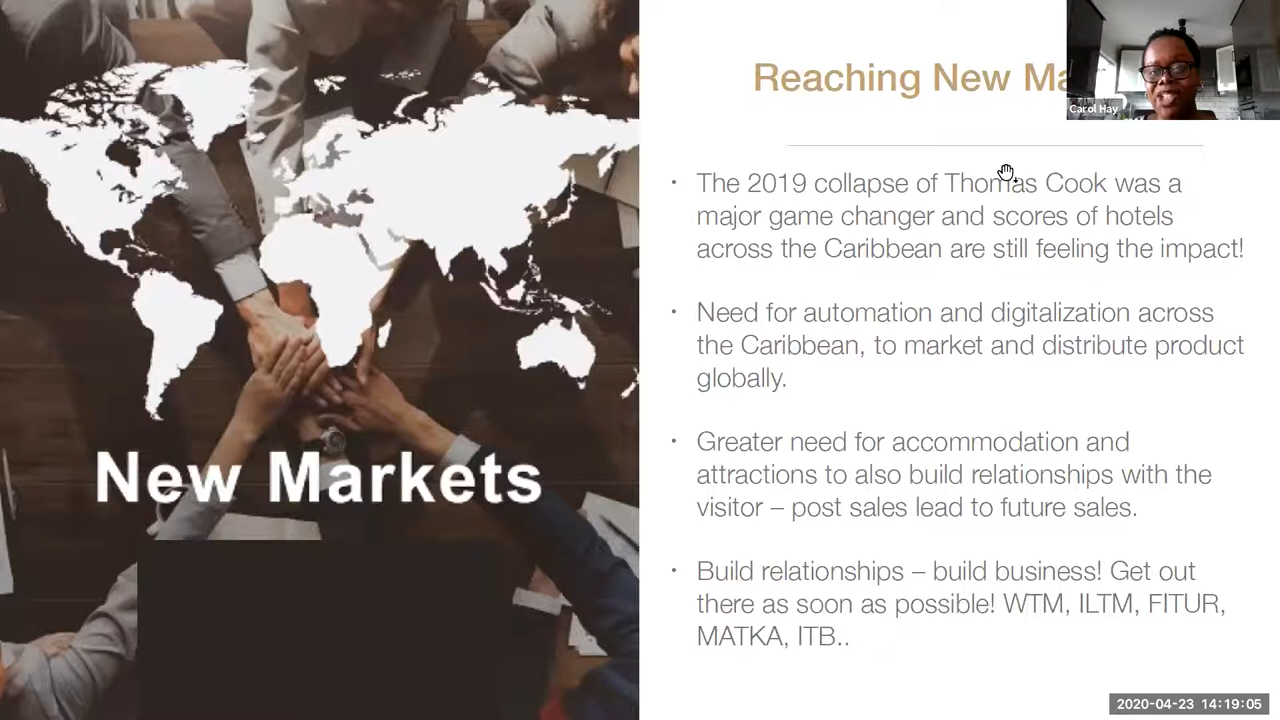 Reaching New Ma
Carol Hay
• The 2019 collapse of Thomas Cook was a
major game changer and scores of hotels
across the Caribbean are still feeling the impact!
• Need for automation and digitalization across
the Caribbean, to market and distribute product
globally.
• Greater need for accommodation and
attractions to also build relationships with the
visitor – post sales lead to future sales.
• Build relationships – build business! Get out
there as soon as possible! WTM, ILTM, FITUR,
MATKA, ITB..
New Markets
2020-04-23 14:19:05